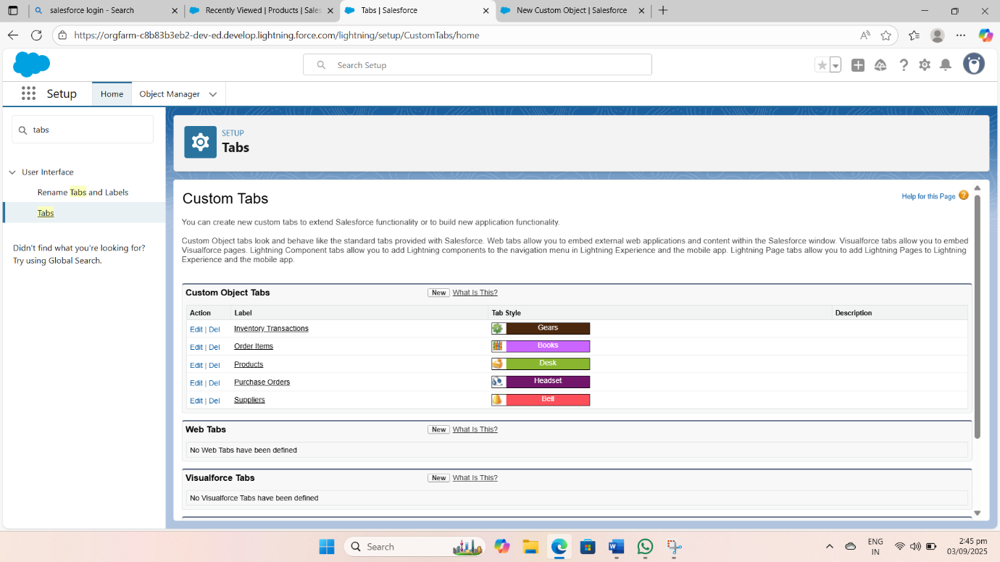 salesforce login - Search
Recently Viewed | Products | Sales
Tabs | Salesforce
New Custom Object | Salesforce
https://orgfarm-c8b83b3eb2-dev-ed.develop.lightning.force.com/lightning/setup/CustomTabs/home
Search Setup
Setup
Home
Object Manager
tabs
User Interface
Rename Tabs and Labels
Tabs
Didn't find what you're looking for?
Try using Global Search.
SETUP
Tabs
Custom Tabs
Help for this Page
You can create new custom tabs to extend Salesforce functionality or to build new application functionality.
Custom Object tabs look and behave like the standard tabs provided with Salesforce. Web tabs allow you to embed external web applications and content within the Salesforce window. Visualforce tabs allow you to embed
Visualforce pages. Lightning Component tabs allow you to add Lightning components to the navigation menu in Lightning Experience and the mobile app. Lightning Page tabs allow you to add Lightning Pages to Lightning
Experience and the mobile app.
Custom Object Tabs New What Is This?
Action Label Tab Style Description
Edit | Del Inventory Transactions Gears
Edit | Del Order Items Books
Edit | Del Products Desk
Edit | Del Purchase Orders Headset
Edit | Del Suppliers Bell
Web Tabs New What Is This?
No Web Tabs have been defined
Visualforce Tabs New What Is This?
No Visualforce Tabs have been defined
Search
ENG
IN
2:45 pm
03/09/2025